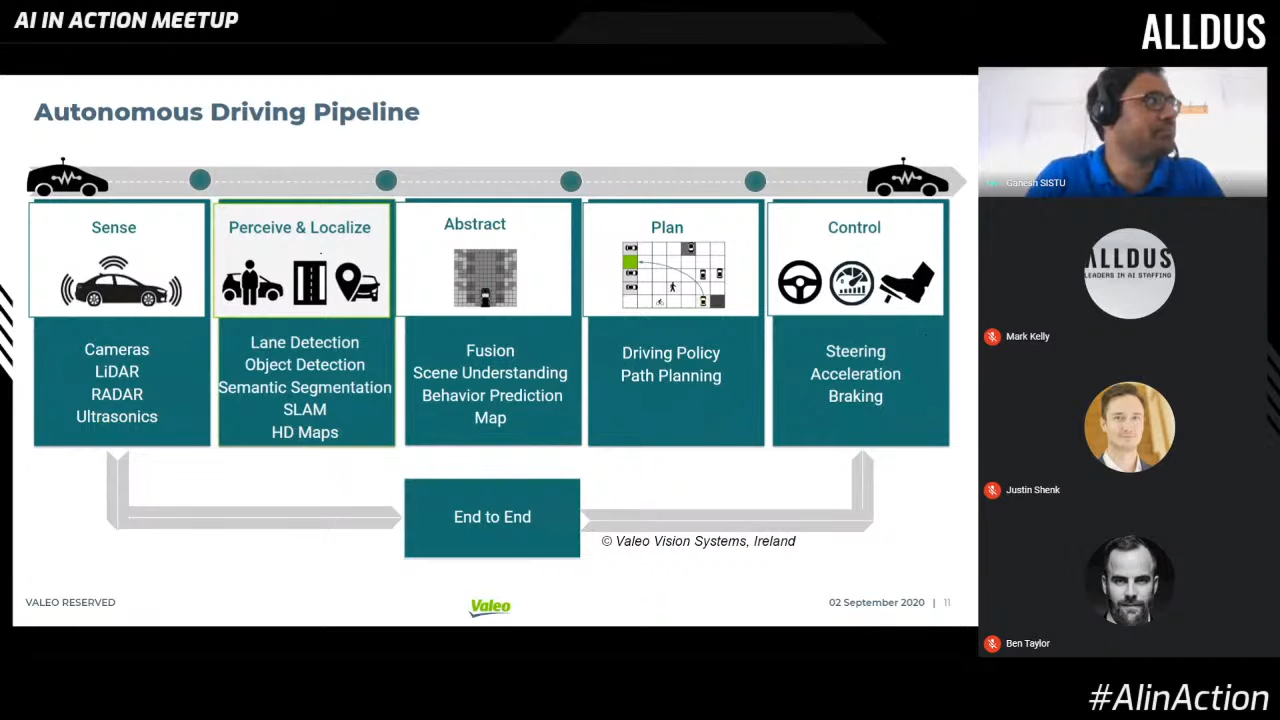 AI IN ACTION MEETUP
ALLDUS
Autonomous Driving Pipeline
Sense
Cameras
LiDAR
RADAR
Ultrasonics
Perceive & Localize
Lane Detection
Object Detection
Semantic Segmentation
SLAM
HD Maps
Abstract
Fusion
Scene Understanding
Behavior Prediction
Map
Plan
Driving Policy
Path Planning
Control
Steering
Acceleration
Braking
End to End
© Valeo Vision Systems, Ireland
VALEO RESERVED
Valeo
02 September 2020 | 11
Ganesh SISTU
ALLDUS
LEADERS IN AI STAFFING
Mark Kelly
Justin Shenk
Ben Taylor
#AIinAction